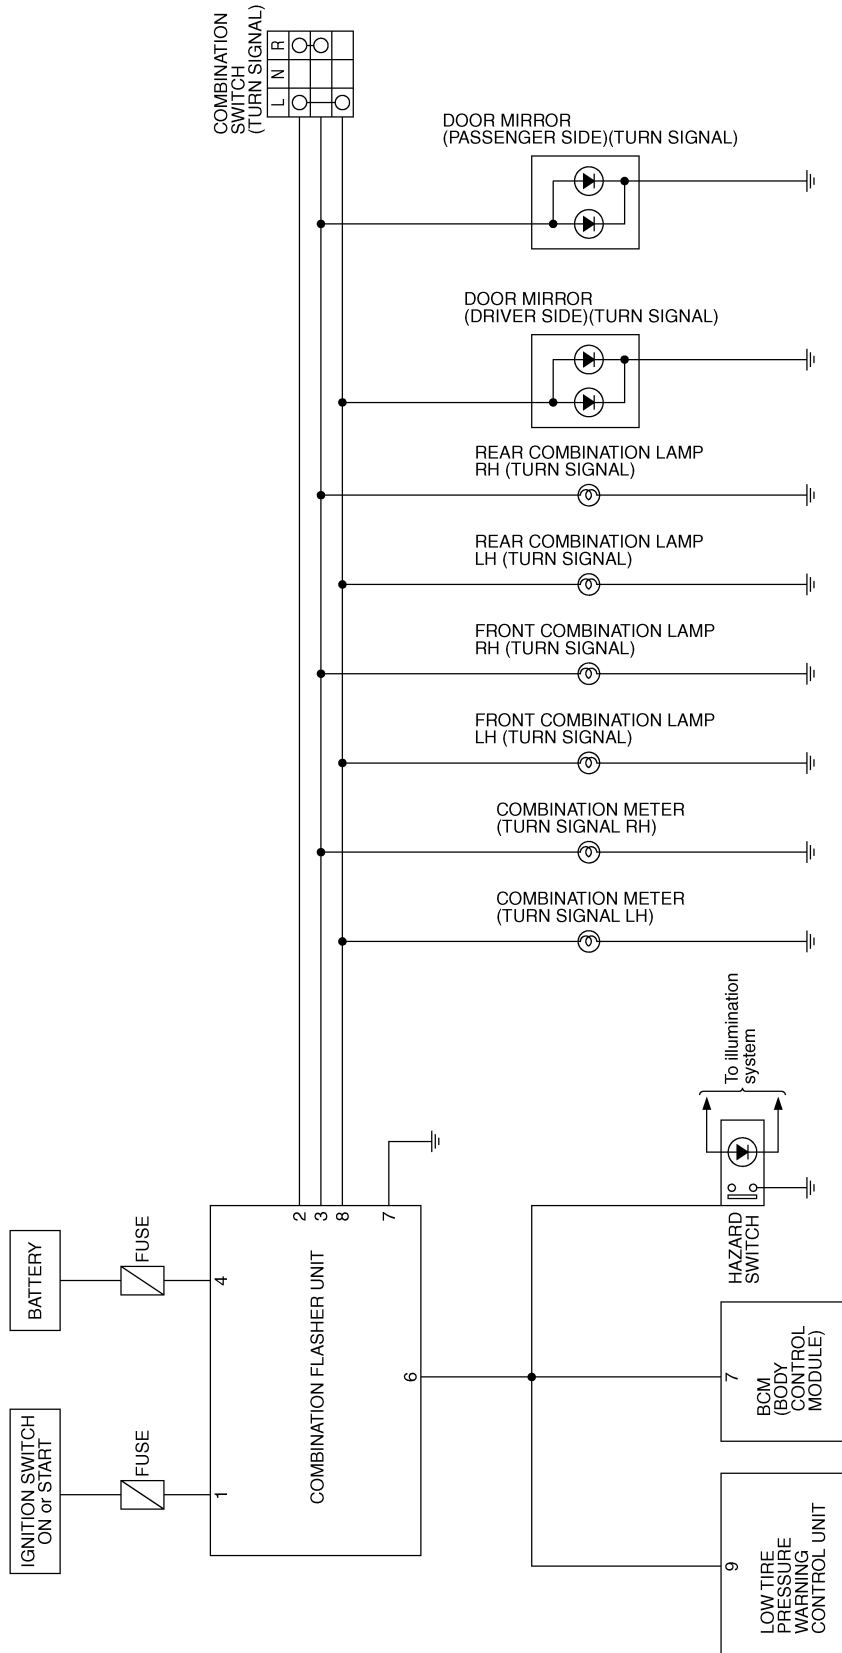 COMBINATION
SWITCH
(TURN SIGNAL)
L N R
DOOR MIRROR
(PASSENGER SIDE)(TURN SIGNAL)
DOOR MIRROR
(DRIVER SIDE)(TURN SIGNAL)
REAR COMBINATION LAMP
RH (TURN SIGNAL)
REAR COMBINATION LAMP
LH (TURN SIGNAL)
FRONT COMBINATION LAMP
RH (TURN SIGNAL)
FRONT COMBINATION LAMP
LH (TURN SIGNAL)
COMBINATION METER
(TURN SIGNAL RH)
COMBINATION METER
(TURN SIGNAL LH)
To illumination
system
HAZARD
SWITCH
2
3
8
7
BATTERY
FUSE
4
COMBINATION FLASHER UNIT
6
IGNITION SWITCH
ON or START
FUSE
1
7
BCM
(BODY
CONTROL
MODULE)
9
LOW TIRE
PRESSURE
WARNING
CONTROL UNIT